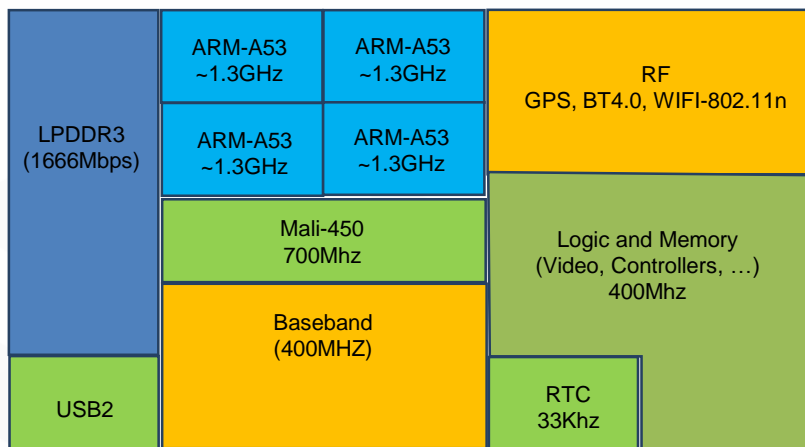 LPDDR3
(1666Mbps)
ARM-A53
~1.3GHz
ARM-A53
~1.3GHz
ARM-A53
~1.3GHz
ARM-A53
~1.3GHz
RF
GPS, BT4.0, WIFI-802.11n
Mali-450
700Mhz
Logic and Memory
(Video, Controllers, …)
400Mhz
Baseband
(400MHZ)
USB2
RTC
33Khz